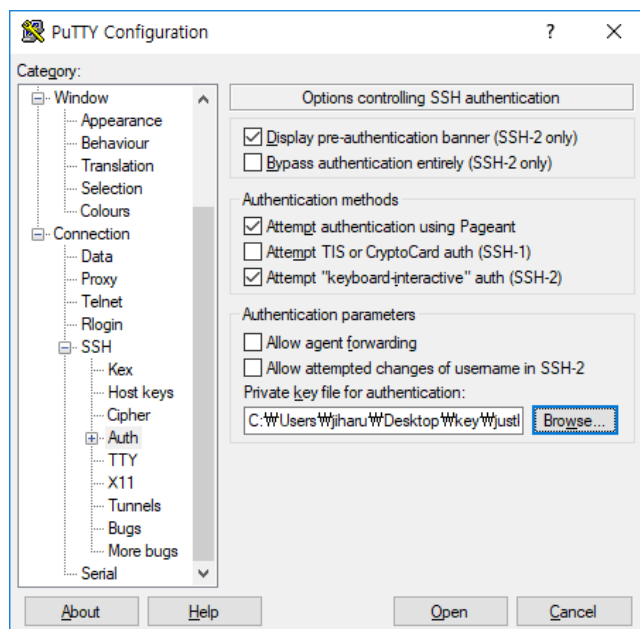 PuTTY Configuration
?
Category:
Window
Appearance
Behaviour
Translation
Selection
Colours
Connection
Data
Proxy
Telnet
Rlogin
SSH
Kex
Host keys
Cipher
Auth
TTY
X11
Tunnels
Bugs
More bugs
Serial
Options controlling SSH authentication
Display pre-authentication banner (SSH-2 only)
Bypass authentication entirely (SSH-2 only)
Authentication methods
Attempt authentication using Pageant
Attempt TIS or CryptoCard auth (SSH-1)
Attempt "keyboard-interactive" auth (SSH-2)
Authentication parameters
Allow agent forwarding
Allow attempted changes of username in SSH-2
Private key file for authentication:
C:₩Users₩jiharu₩Desktop₩key₩justl
Browse...
About
Help
Open
Cancel